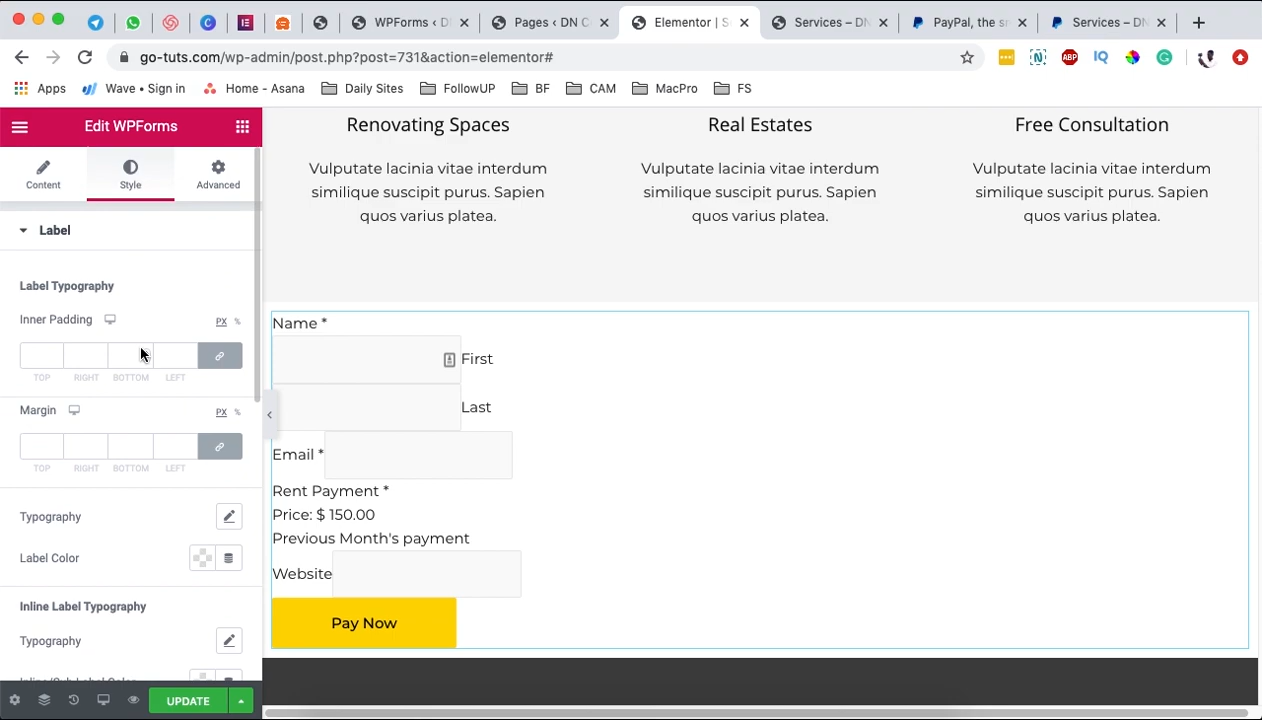 WPForms ‹ D
Pages ‹ DN C
Elementor | S
Services – DN
PayPal, the s
Services – DN
go-tuts.com/wp-admin/post.php?post=731&action=elementor#
ABP
IQ
Apps
Wave • Sign in
Home - Asana
Daily Sites
FollowUP
BF
CAM
MacPro
FS
Edit WPForms
Content
Style
Advanced
Label
Label Typography
Inner Padding
PX %
TOP RIGHT BOTTOM LEFT
Margin
PX %
TOP RIGHT BOTTOM LEFT
Typography
Label Color
Inline Label Typography
Typography
Inline/Sub Label Color
UPDATE
Renovating Spaces
Vulputate lacinia vitae interdum
similique suscipit purus. Sapien
quos varius platea.
Real Estates
Vulputate lacinia vitae interdum
similique suscipit purus. Sapien
quos varius platea.
Free Consultation
Vulputate lacinia vitae interdum
similique suscipit purus. Sapien
quos varius platea.
Name *
First
Last
Email *
Rent Payment *
Price: $ 150.00
Previous Month's payment
Website
Pay Now